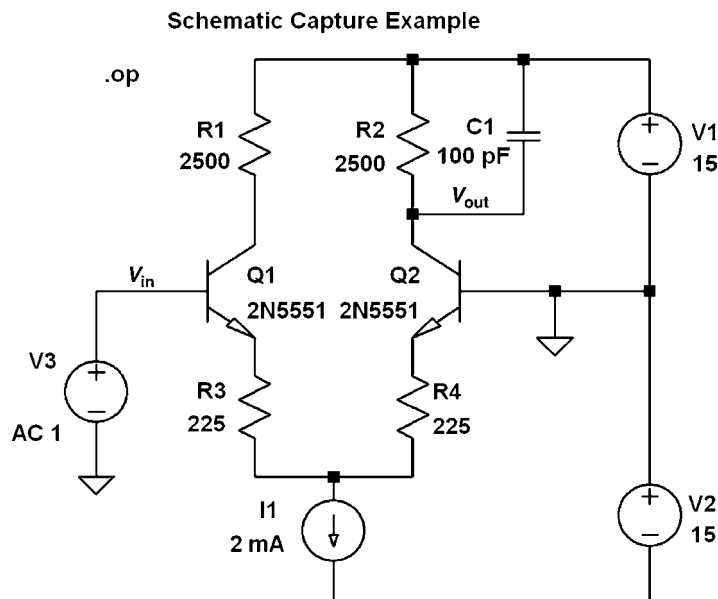 Schematic Capture Example
.op
R1
2500
R2
2500
C1
100 pF
V1
15
Vout
Vin
Q1
2N5551
Q2
2N5551
V3
AC 1
R3
225
R4
225
I1
2 mA
V2
15